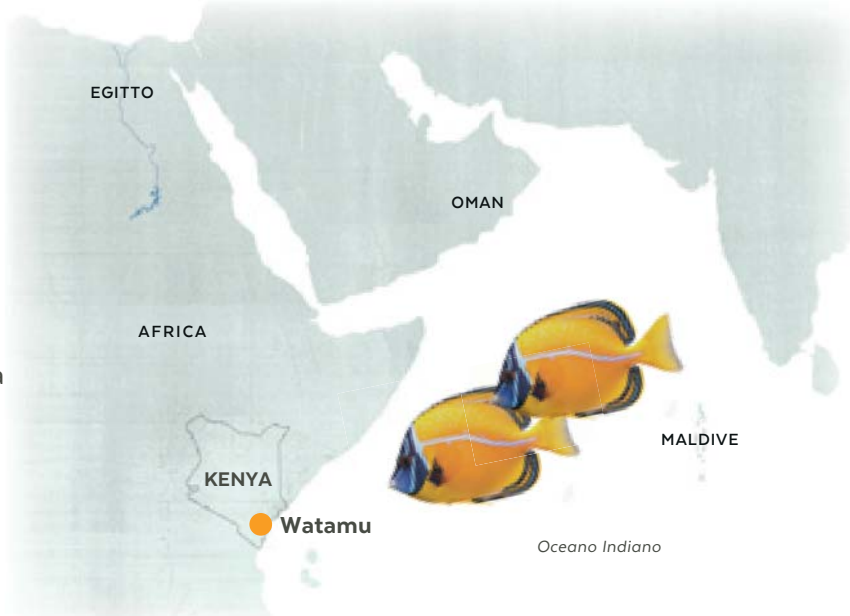 EGITTO
OMAN
AFRICA
a
MALDIVE
KENYA
Watamu
Oceano Indiano